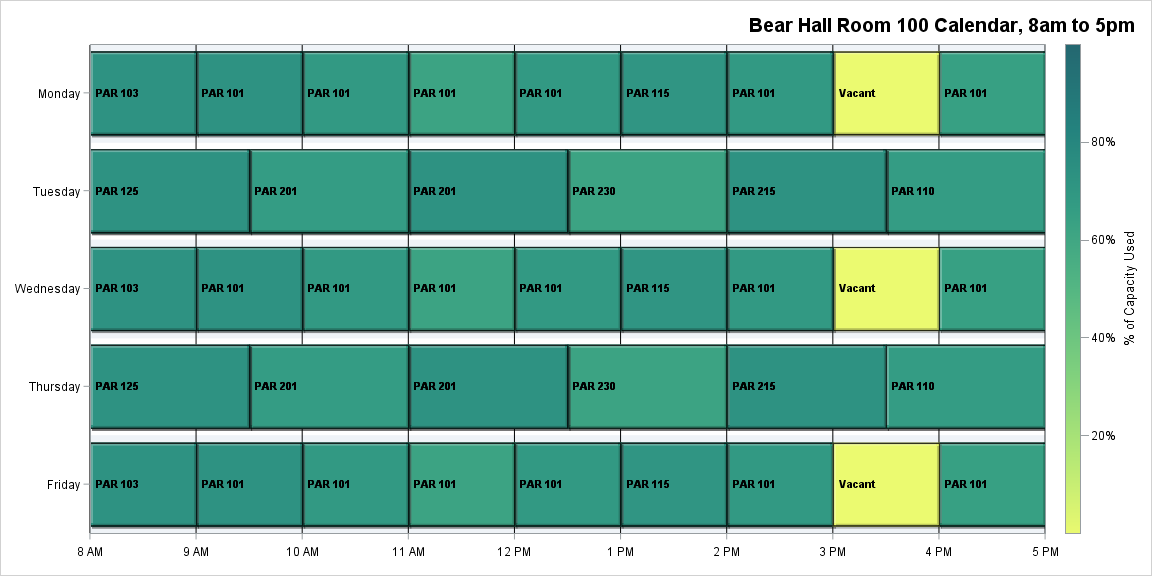 Bear Hall Room 100 Calendar, 8am to 5pm
Monday PAR 103 PAR 101 PAR 101 PAR 101 PAR 101 PAR 115 PAR 101 Vacant PAR 101
Tuesday PAR 125 PAR 201 PAR 201 PAR 230 PAR 215 PAR 110
Wednesday PAR 103 PAR 101 PAR 101 PAR 101 PAR 101 PAR 115 PAR 101 Vacant PAR 101
Thursday PAR 125 PAR 201 PAR 201 PAR 230 PAR 215 PAR 110
Friday PAR 103 PAR 101 PAR 101 PAR 101 PAR 101 PAR 115 PAR 101 Vacant PAR 101
8 AM 9 AM 10 AM 11 AM 12 PM 1 PM 2 PM 3 PM 4 PM 5 PM
80%
60%
40%
20%
% of Capacity Used